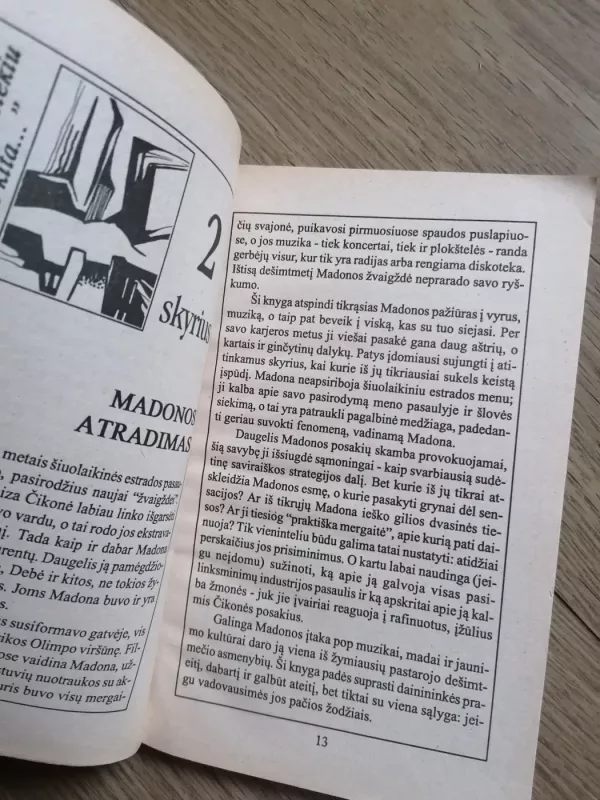 kita...”
2
skyrius
MADONOS
ATRADIMAS
metais šiuolaikinės estrados pasau-
pasirodžius naujai “žvaigždei”.
iza Čikonė labiau linko išgarsėti
vo vardu, o tai rodo jos ekstrava-
Tada kaip ir dabar Madona
rentų. Daugelis ją pamėgdžio-
Debė ir kitos, ne tokios žy-
s. Joms Madona buvo ir yra
s susiformavo gatvėje, vis
ikos Olimpo viršūnę. Fil-
ose vaidina Madona, už-
etuvių nuotraukos su ak-
uris buvo visų mergai-
čių svajonė, puikavosi pirmuosiuose spaudos puslapiuo-
se, o jos muzika - tiek koncertai, tiek ir plokštelės - randa
gerbėjų visur, kur tik yra radijas arba rengiama diskoteka.
Ištisą dešimtmetį Madonos žvaigždė neprarado savo ryš-
kumo.
Ši knyga atspindi tikrąsias Madonos pažiūras į vyrus,
muziką, o taip pat beveik į viską, kas su tuo siejasi. Per
savo karjeros metus ji viešai pasakė gana daug aštrių, o
kartais ir ginčytinų dalykų. Patys įdomiausi sujungti į ati-
tinkamus skyrius, kai kurie iš jų tikriausiai sukels keistą
įspūdį. Madona neapsiriboja šiuolaikiniu estrados menu;
ji kalba apie savo pasirodymą meno pasaulyje ir šlovės
siekimą, o tai yra patraukli pagalbinė medžiaga, padedan-
ti geriau suvokti fenomeną, vadinamą Madona.
Daugelis Madonos posakių skamba provokuojamai,
šią savybę ji išsiugdė sąmoningai - kaip svarbiausią sudė-
tinę saviraiškos strategijos dalį. Bet kurie iš jų tikrai at-
skleidžia Madonos esmę, o kurie pasakyti grynai dėl sen-
sacijos? Ar iš tikrųjų Madona ieško gilios dvasinės ties-
os? Ar ji tiesiog “praktiška mergaitė”, apie kurią pati dai-
nuoja? Tik vieninteliu būdu galima tatai nustatyti: atidžiai
perskaičius jos prisiminimus. O kartu labai naudinga (jei-
gu neįdomu) sužinoti, ką apie ją galvoja visas pasi-
linksminimų industrijos pasaulis ir ką apskritai apie ją kal-
ba žmonės - juk jie įvairiai reaguoja į rafinuotus, įžūlius
mis Čikonės posakius.
Galinga Madonos įtaka pop muzikai, madai ir jauni-
mo kultūrai daro ją viena iš žymiausių pastarojo dešimt-
mečio asmenybių. Ši knyga padės suprasti dainininkės pra-
eitį, dabartį ir galbūt ateitį, bet tiktai su viena sąlyga: jei-
gu vadovausimės jos pačios žodžiais.
13